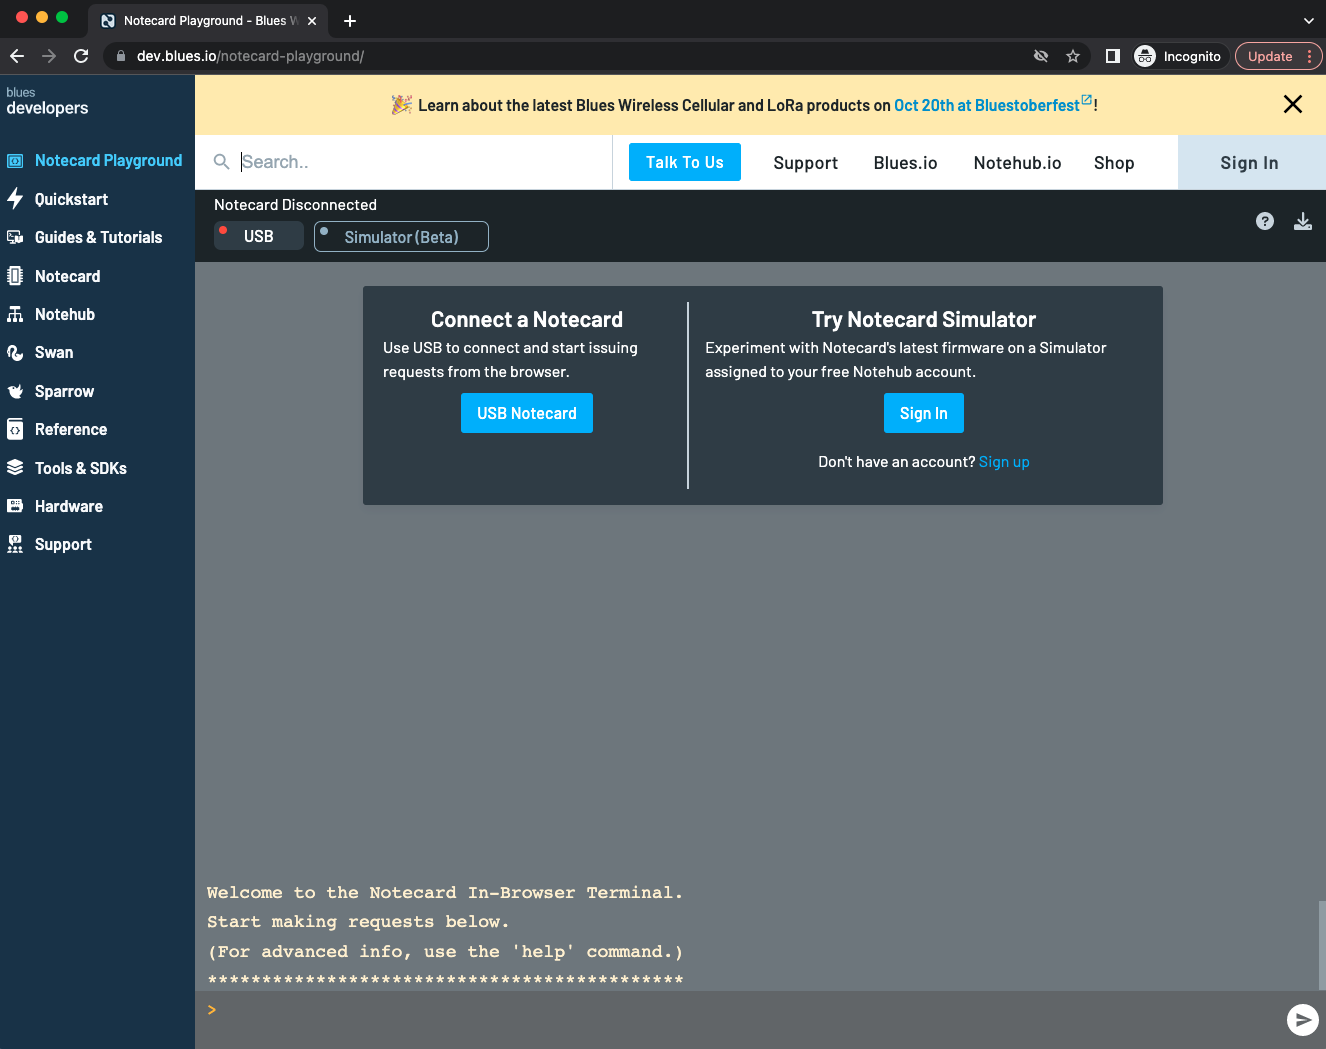 Notecard Playground - Blues W
dev.blues.io/notecard-playground/
Incognito
Update
blues
developers
Learn about the latest Blues Wireless Cellular and LoRa products on Oct 20th at Bluestoberfest!
Notecard Playground
Quickstart
Guides & Tutorials
Notecard
Notehub
Swan
Sparrow
Reference
Tools & SDKs
Hardware
Support
Search..
Talk To Us
Support
Blues.io
Notehub.io
Shop
Sign In
Notecard Disconnected
USB
Simulator (Beta)
Connect a Notecard
Use USB to connect and start issuing
requests from the browser.
USB Notecard
Try Notecard Simulator
Experiment with Notecard's latest firmware on a Simulator
assigned to your free Notehub account.
Sign In
Don't have an account? Sign up
Welcome to the Notecard In-Browser Terminal.
Start making requests below.
(For advanced info, use the 'help' command.)
********************************************
>